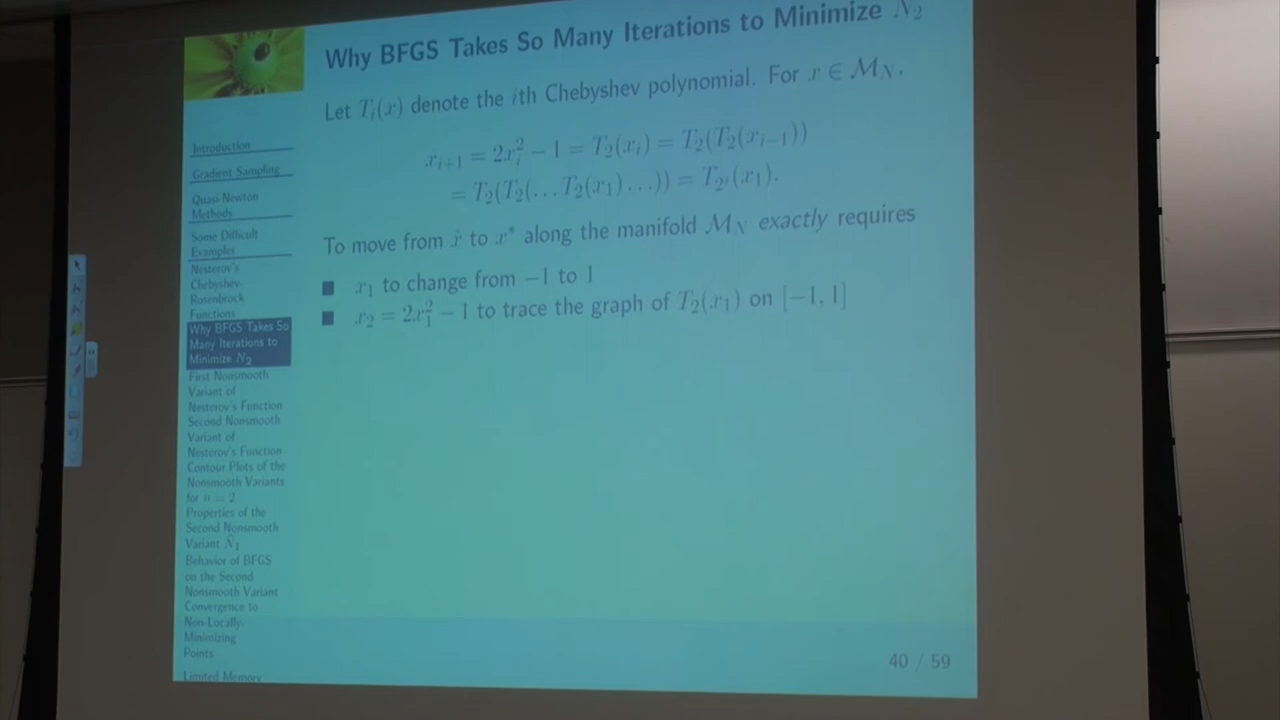 Why BFGS Takes So Many Iterations to Minimize N₂
Let Tᵢ(x) denote the ith Chebyshev polynomial. For x ∈ ℳ_N,
xᵢ₊₁ = 2xᵢ² − 1 = T₂(xᵢ) = T₂(T₂(xᵢ₋₁))
= T₂(T₂(…T₂(x₁)…)) = T_{2^i}(x₁).
To move from x̂ to x* along the manifold ℳ_N exactly requires
■ x₁ to change from −1 to 1
■ x₂ = 2x₁² − 1 to trace the graph of T₂(x₁) on [−1, 1]
Introduction
Gradient Sampling
Quasi-Newton
Methods
Some Difficult
Examples
Nesterov's
Chebyshev-
Rosenbrock
Functions
Why BFGS Takes So
Many Iterations to
Minimize N₂
First Nonsmooth
Variant of
Nesterov's Function
Second Nonsmooth
Variant of
Nesterov's Function
Contour Plots of the
Nonsmooth Variants
for n = 2
Properties of the
Second Nonsmooth
Variant N̂₁
Behavior of BFGS
on the Second
Nonsmooth Variant
Convergence to
Non-Locally-
Minimizing
Points
Limited Memory
40 / 59